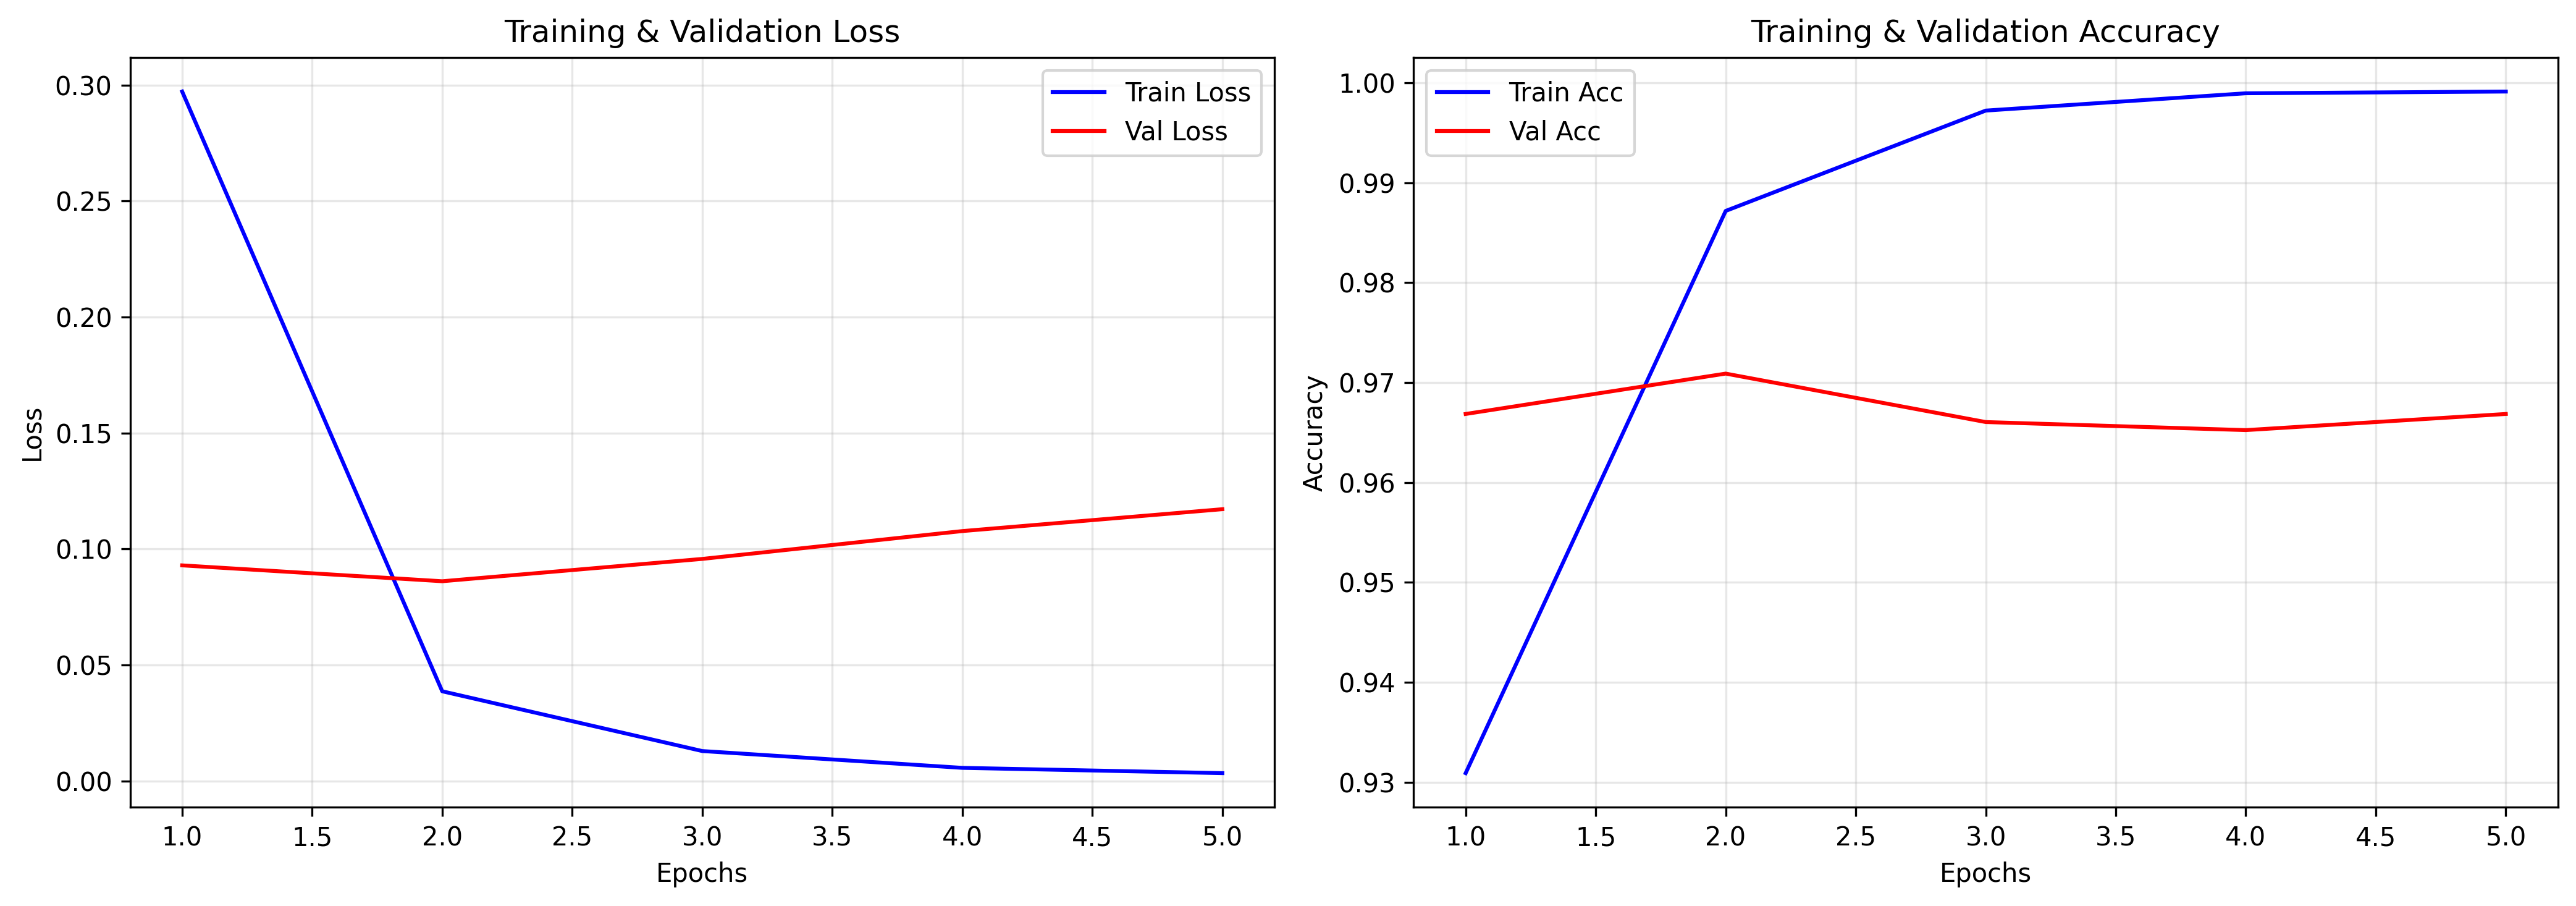 Training & Validation Loss
0.30
0.25
0.20
0.15
0.10
0.05
0.00
Loss
Train Loss
Val Loss
1.0 1.5 2.0 2.5 3.0 3.5 4.0 4.5 5.0
Epochs
Training & Validation Accuracy
1.00
0.99
0.98
0.97
0.96
0.95
0.94
0.93
Accuracy
Train Acc
Val Acc
1.0 1.5 2.0 2.5 3.0 3.5 4.0 4.5 5.0
Epochs